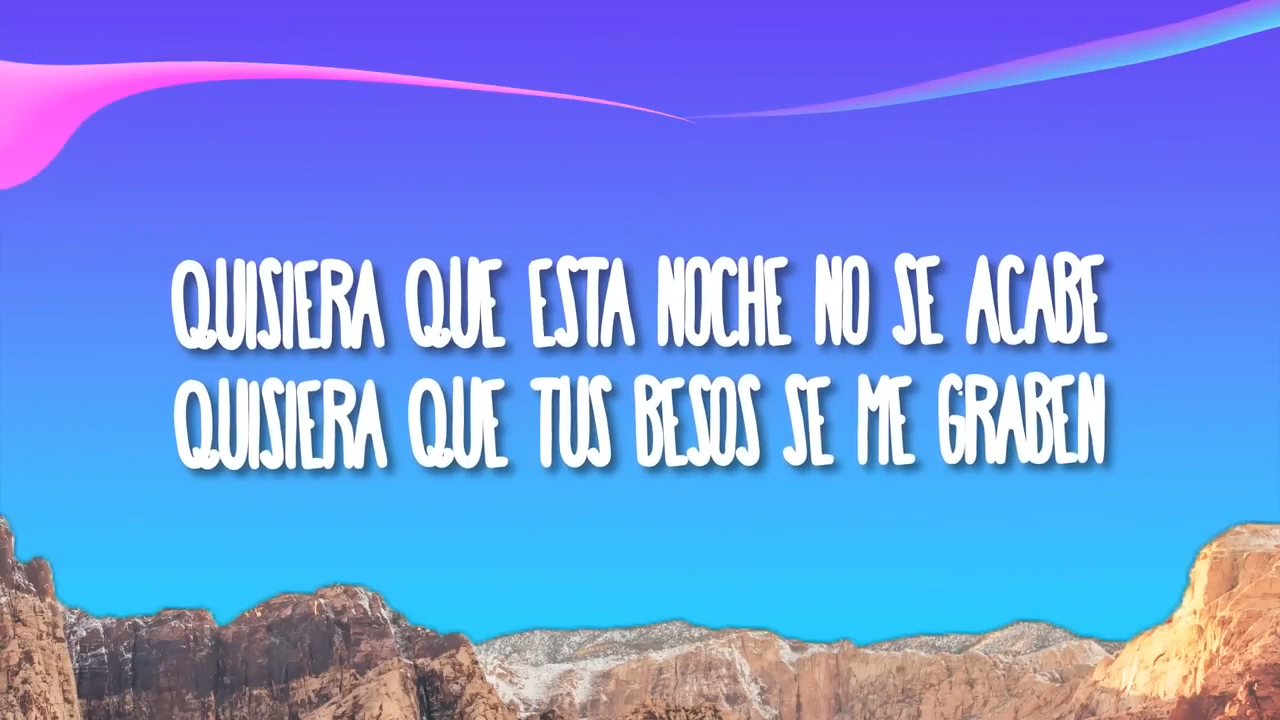 QUISIERA QUE ESTA NOCHE NO SE ACABE
QUISIERA QUE TUS BESOS SE ME GRABEN